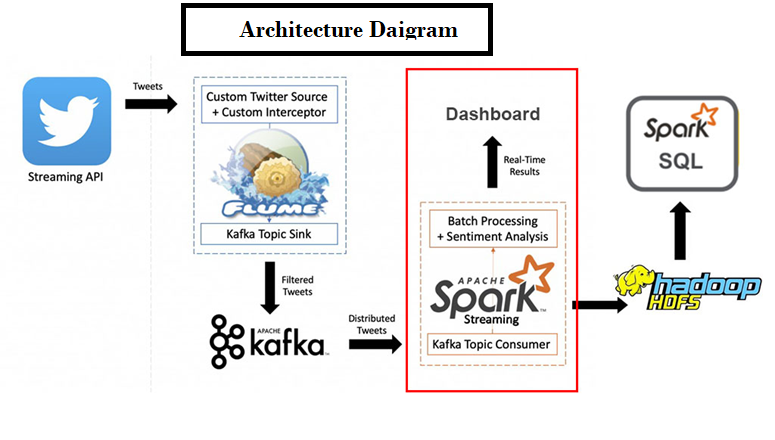 Architecture Daigram
Tweets
Streaming API
Custom Twitter Source
+ Custom Interceptor
FLUME
Kafka Topic Sink
Filtered
Tweets
APACHE
kafka
Distributed
Tweets
Dashboard
Real-Time
Results
Batch Processing
+ Sentiment Analysis
APACHE
Spark
Streaming
Kafka Topic Consumer
hadoop
HDFS
Spark
SQL